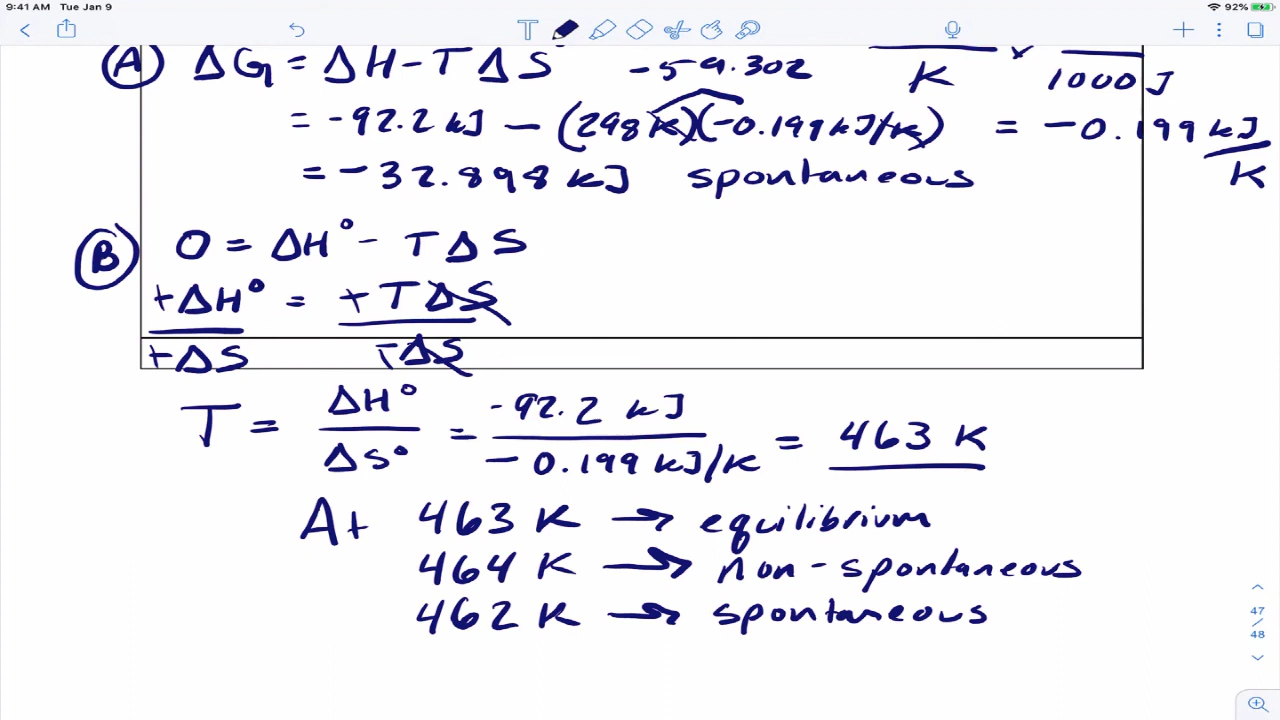 9:41 AM Tue Jan 9
92%
T
(A) ΔG = ΔH - TΔS° -59.302 K × 1000 J
= -92.2 kJ - (298 K)(-0.199 kJ/K) = -0.199 kJ/K
= -32.898 kJ spontaneous
(B) 0 = ΔH° - TΔS
+ΔH° = +TΔS
+ΔS +ΔS
T = ΔH°/ΔS° = -92.2 kJ / -0.199 kJ/K = 463 K
At 463 K → equilibrium
464 K → non-spontaneous
462 K → spontaneous
47
/
48